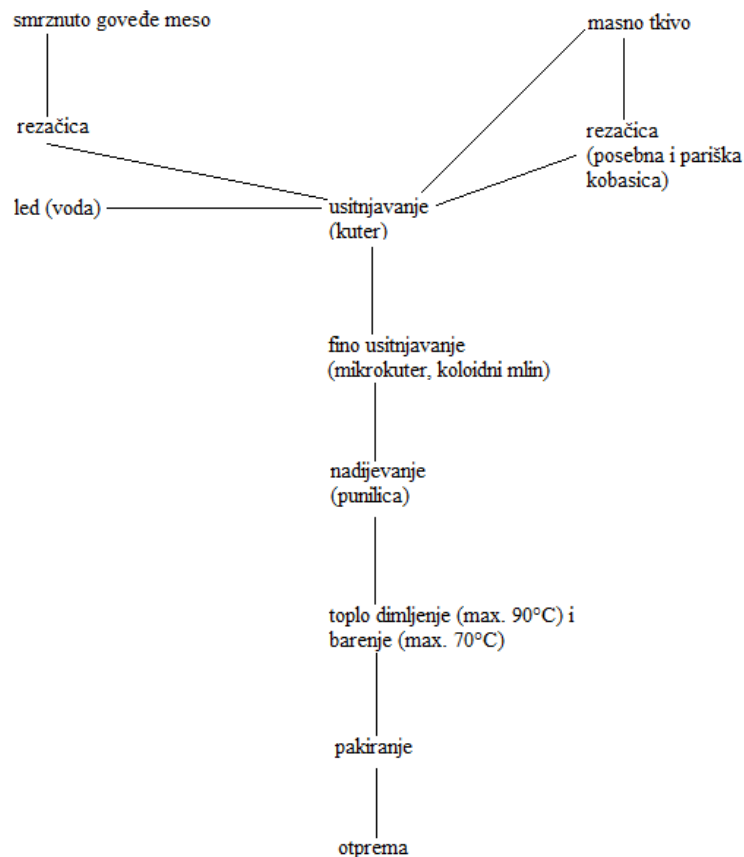 smrznuto goveđe meso
masno tkivo
rezačica
rezačica
(posebna i pariška
kobasica)
led (voda)
usitnjavanje
(kuter)
fino usitnjavanje
(mikrokuter, koloidni mlin)
nadijevanje
(punilica)
toplo dimljenje (max. 90°C) i
barenje (max. 70°C)
pakiranje
otprema